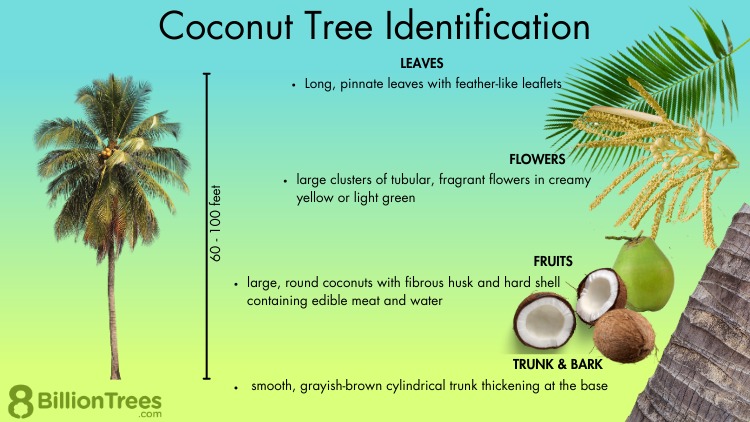 Coconut Tree Identification
LEAVES
• Long, pinnate leaves with feather-like leaflets
FLOWERS
• large clusters of tubular, fragrant flowers in creamy
yellow or light green
60 - 100 feet
FRUITS
• large, round coconuts with fibrous husk and hard shell
containing edible meat and water
TRUNK & BARK
• smooth, grayish-brown cylindrical trunk thickening at the base
8 BillionTrees
.com